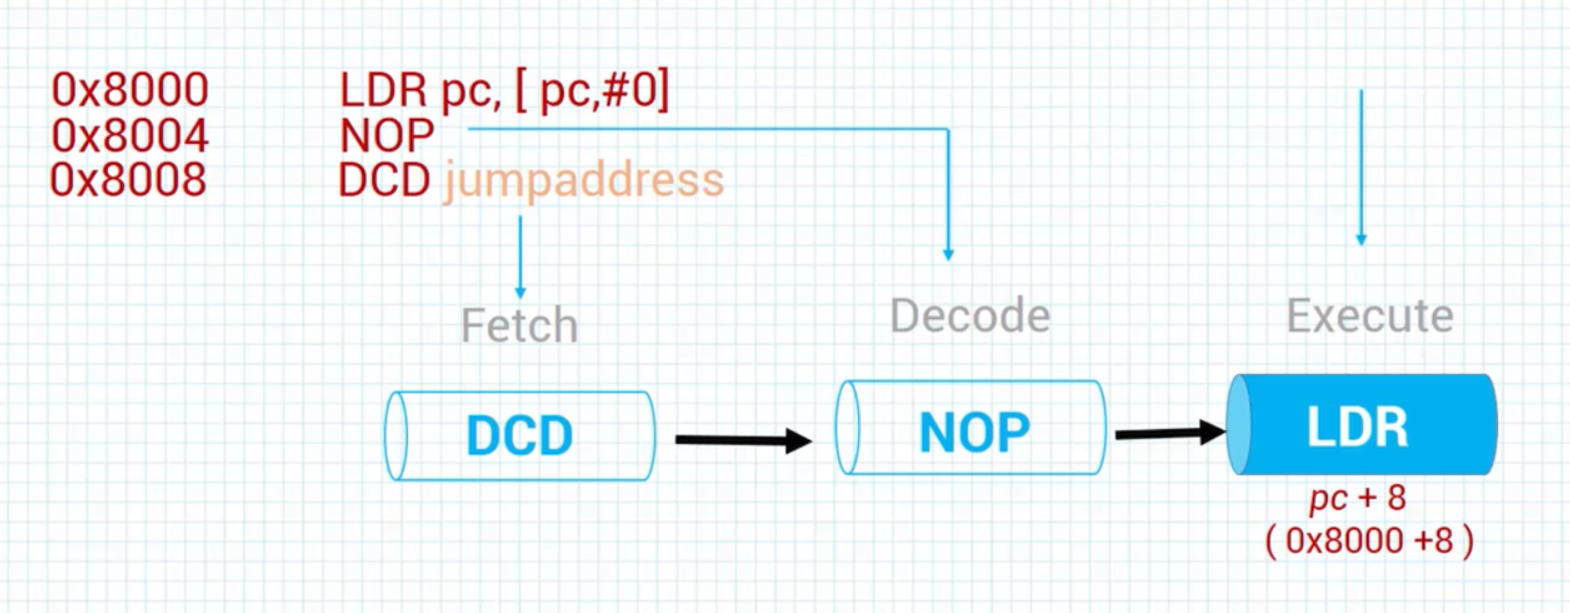 0x8000 LDR pc, [ pc,#0]
0x8004 NOP
0x8008 DCD jumpaddress
Fetch Decode Execute
DCD NOP LDR
pc + 8
( 0x8000 +8 )